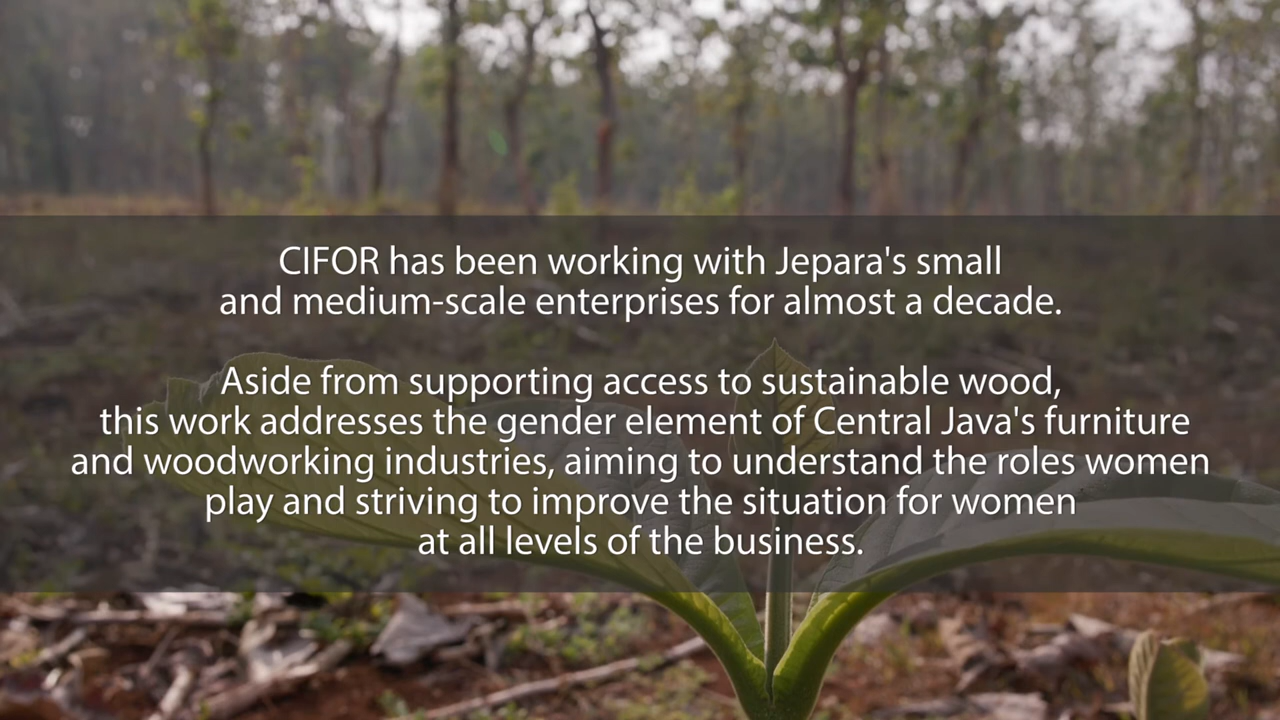 CIFOR has been working with Jepara's small
and medium-scale enterprises for almost a decade.
Aside from supporting access to sustainable wood,
this work addresses the gender element of Central Java's furniture
and woodworking industries, aiming to understand the roles women
play and striving to improve the situation for women
at all levels of the business.